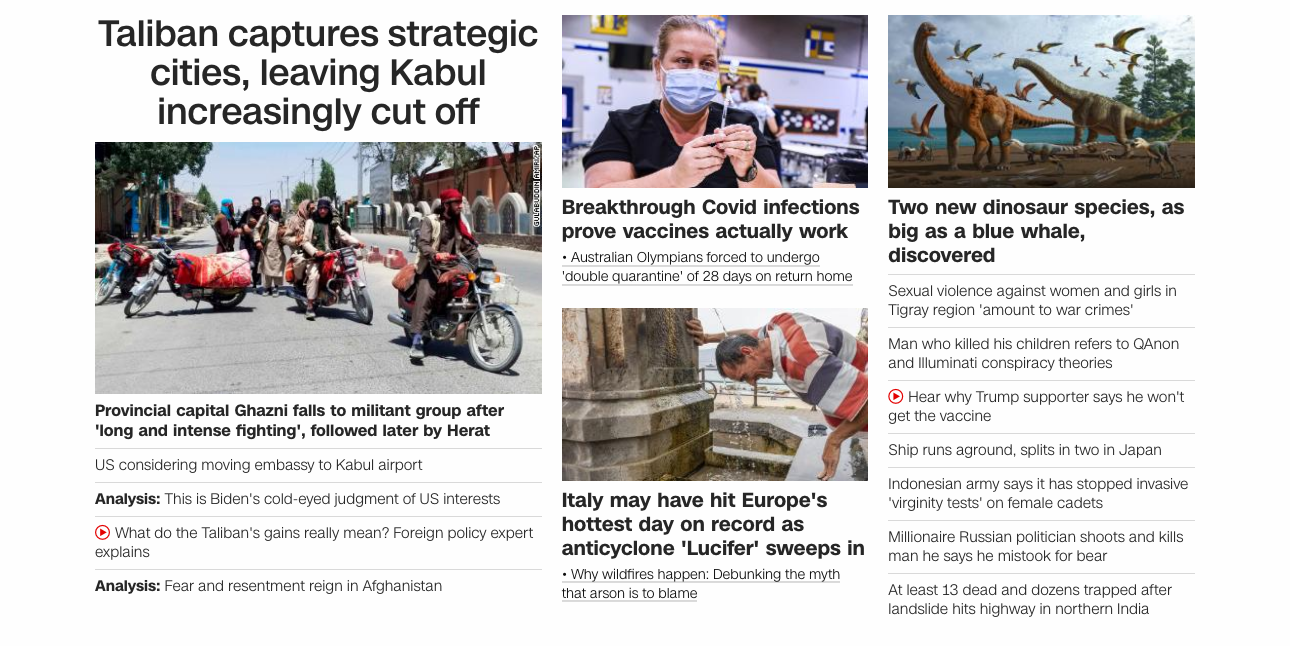 Taliban captures strategic
cities, leaving Kabul
increasingly cut off
GULABUDDIN AMIRI/AP
Provincial capital Ghazni falls to militant group after
'long and intense fighting', followed later by Herat
US considering moving embassy to Kabul airport
Analysis: This is Biden's cold-eyed judgment of US interests
What do the Taliban's gains really mean? Foreign policy expert
explains
Analysis: Fear and resentment reign in Afghanistan
Breakthrough Covid infections
prove vaccines actually work
• Australian Olympians forced to undergo
'double quarantine' of 28 days on return home
Italy may have hit Europe's
hottest day on record as
anticyclone 'Lucifer' sweeps in
• Why wildfires happen: Debunking the myth
that arson is to blame
Two new dinosaur species, as
big as a blue whale,
discovered
Sexual violence against women and girls in
Tigray region 'amount to war crimes'
Man who killed his children refers to QAnon
and Illuminati conspiracy theories
Hear why Trump supporter says he won't
get the vaccine
Ship runs aground, splits in two in Japan
Indonesian army says it has stopped invasive
'virginity tests' on female cadets
Millionaire Russian politician shoots and kills
man he says he mistook for bear
At least 13 dead and dozens trapped after
landslide hits highway in northern India